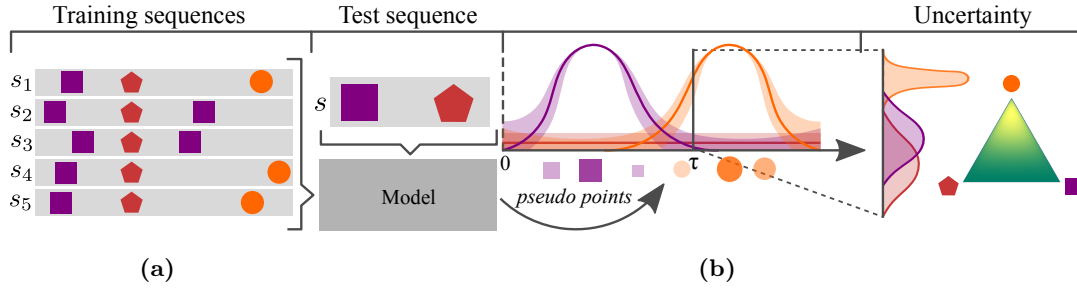 Training sequences
Test sequence
Uncertainty
s1
s2
s3
s4
s5
s
Model
0
τ
pseudo points
(a)
(b)